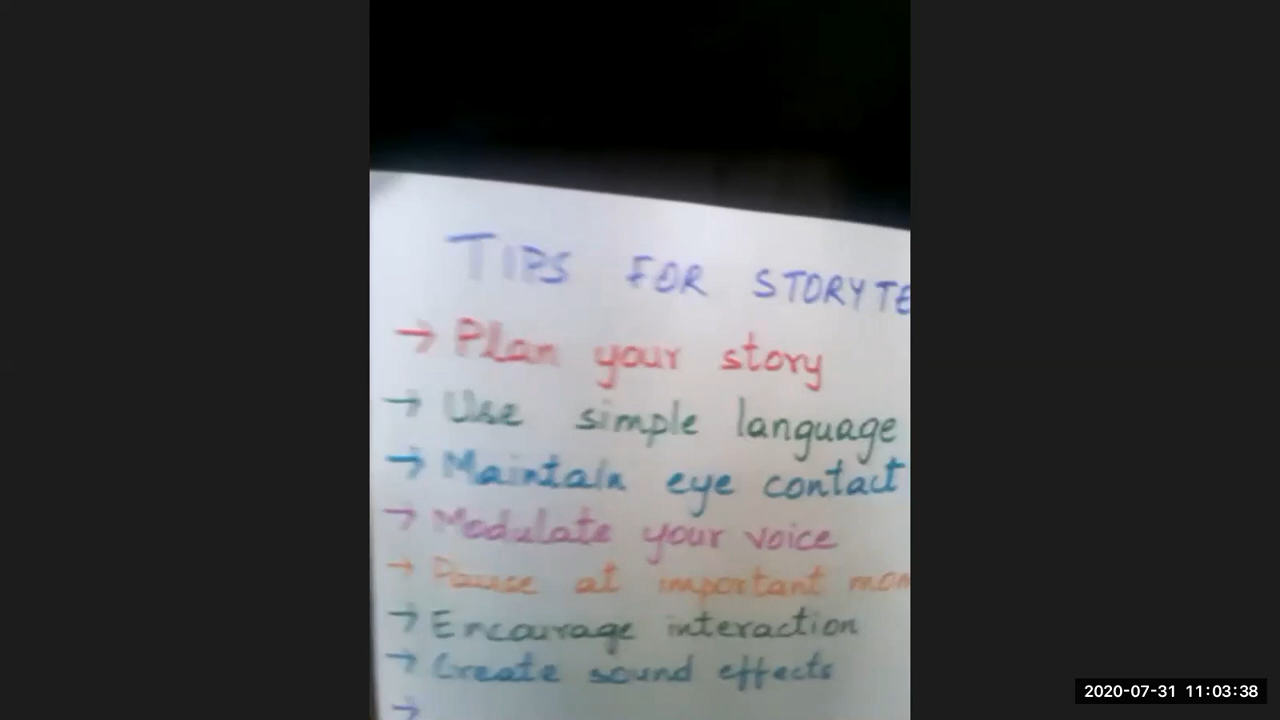 TIPS FOR STORYTE
→ Plan your story
→ Use simple language
→ Maintain eye contact
→ Modulate your voice
→ Pause at important mom
→ Encourage interaction
→ Create sound effects
→
2020-07-31 11:03:38